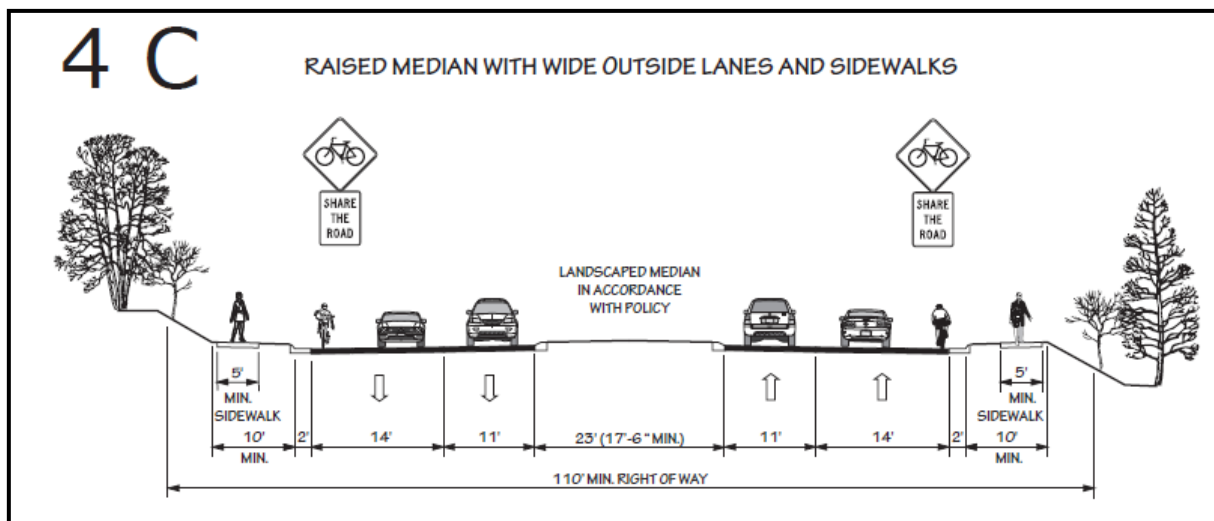 4 C
RAISED MEDIAN WITH WIDE OUTSIDE LANES AND SIDEWALKS
SHARE
THE
ROAD
SHARE
THE
ROAD
LANDSCAPED MEDIAN
IN ACCORDANCE
WITH POLICY
5'
MIN.
SIDEWALK
10'
MIN.
2'
14'
11'
23' (17'-6" MIN.)
11'
14'
2'
5'
MIN.
SIDEWALK
10'
MIN.
110' MIN. RIGHT OF WAY